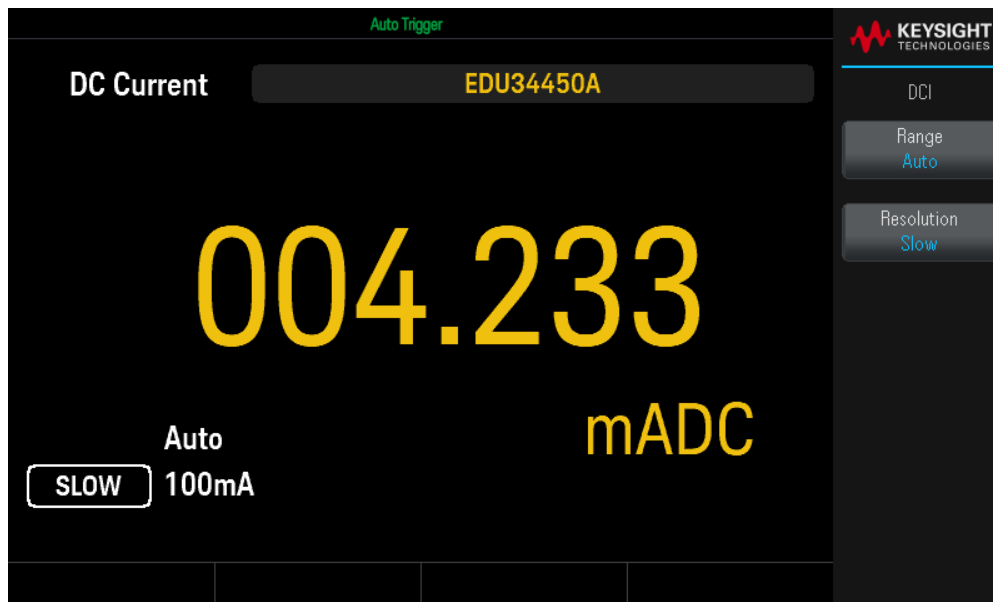 Auto Trigger
KEYSIGHT
TECHNOLOGIES
DC Current
EDU34450A
DCI
Range
Auto
Resolution
Slow
004.233
mADC
Auto
SLOW
100mA